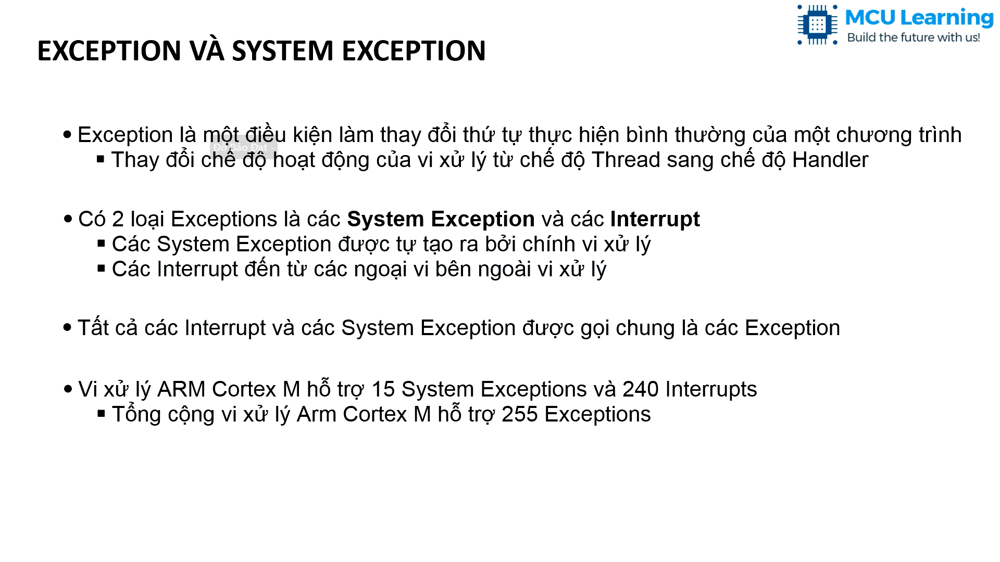 MCU Learning
Build the future with us!
EXCEPTION VÀ SYSTEM EXCEPTION
• Exception là một điều kiện làm thay đổi thứ tự thực hiện bình thường của một chương trình
Đỗ Bảo Đạt -
▪ Thay đổi chế độ hoạt động của vi xử lý từ chế độ Thread sang chế độ Handler
• Có 2 loại Exceptions là các System Exception và các Interrupt
▪ Các System Exception được tự tạo ra bởi chính vi xử lý
▪ Các Interrupt đến từ các ngoại vi bên ngoài vi xử lý
• Tất cả các Interrupt và các System Exception được gọi chung là các Exception
• Vi xử lý ARM Cortex M hỗ trợ 15 System Exceptions và 240 Interrupts
▪ Tổng cộng vi xử lý Arm Cortex M hỗ trợ 255 Exceptions